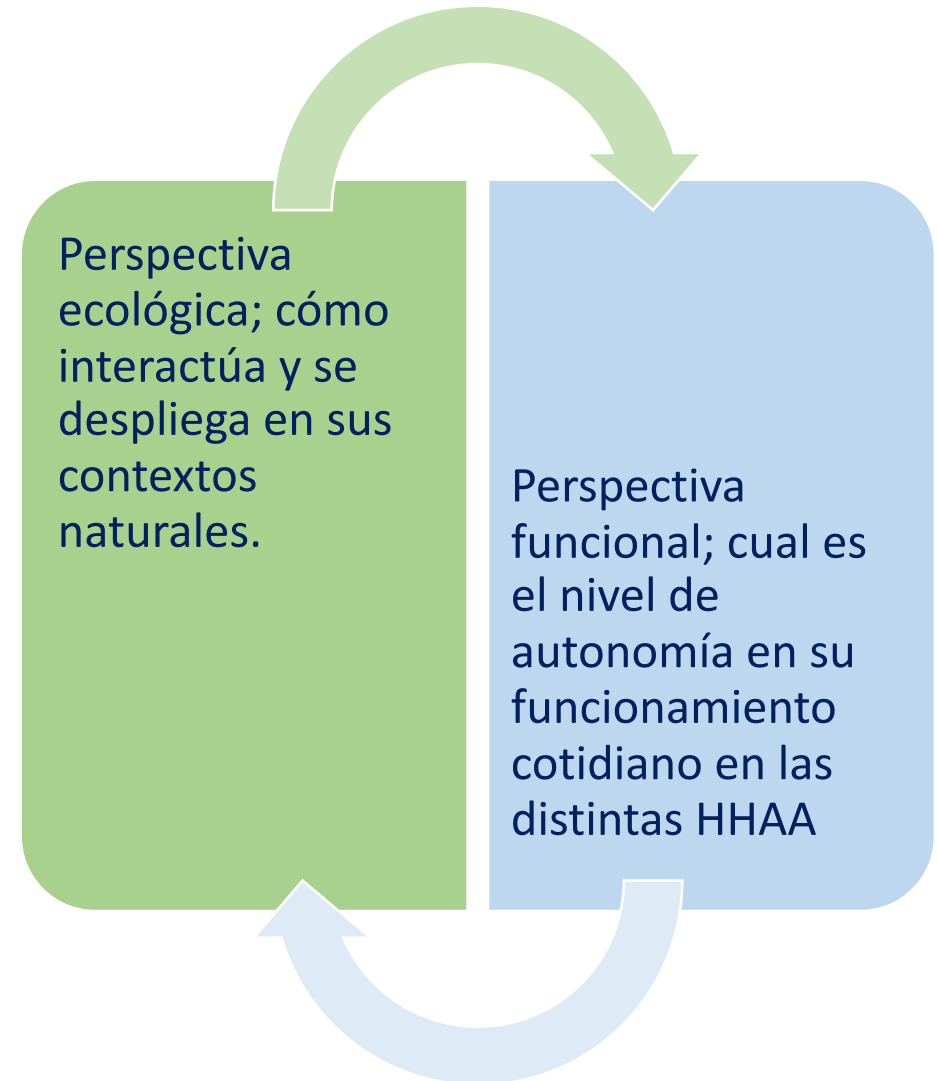 Perspectiva
ecológica; cómo
interactúa y se
despliega en sus
contextos
naturales.
Perspectiva
funcional; cual es
el nivel de
autonomía en su
funcionamiento
cotidiano en las
distintas HHAA